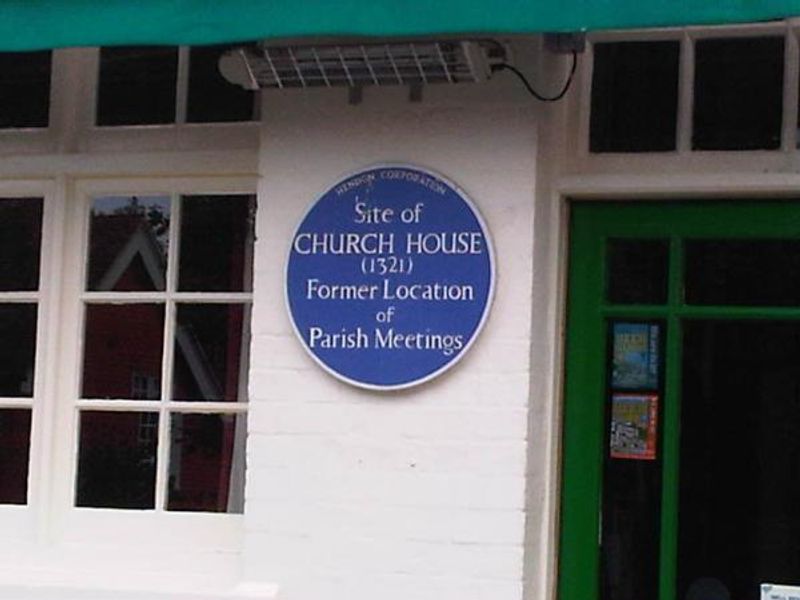 HENDON CORPORATION
Site of
CHURCH HOUSE
(1321)
Former Location
of
Parish Meetings